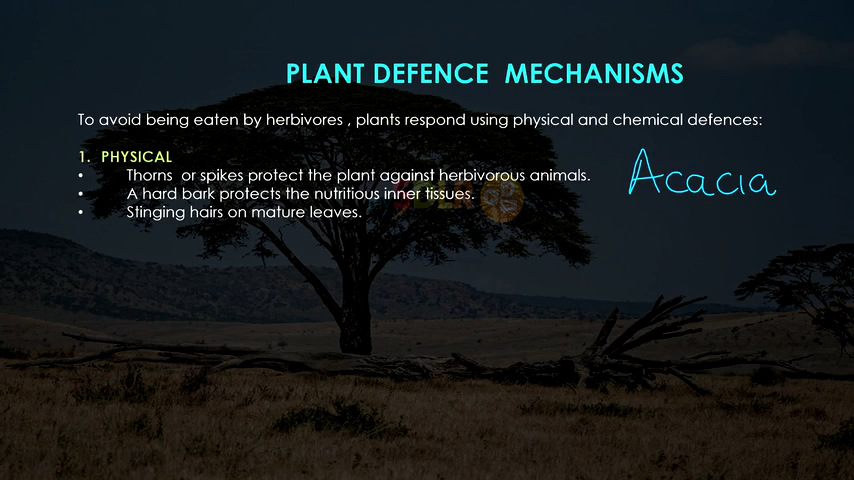 PLANT DEFENCE MECHANISMS
To avoid being eaten by herbivores , plants respond using physical and chemical defences:
1. PHYSICAL
• Thorns or spikes protect the plant against herbivorous animals.
• A hard bark protects the nutritious inner tissues.
• Stinging hairs on mature leaves.
Acacia